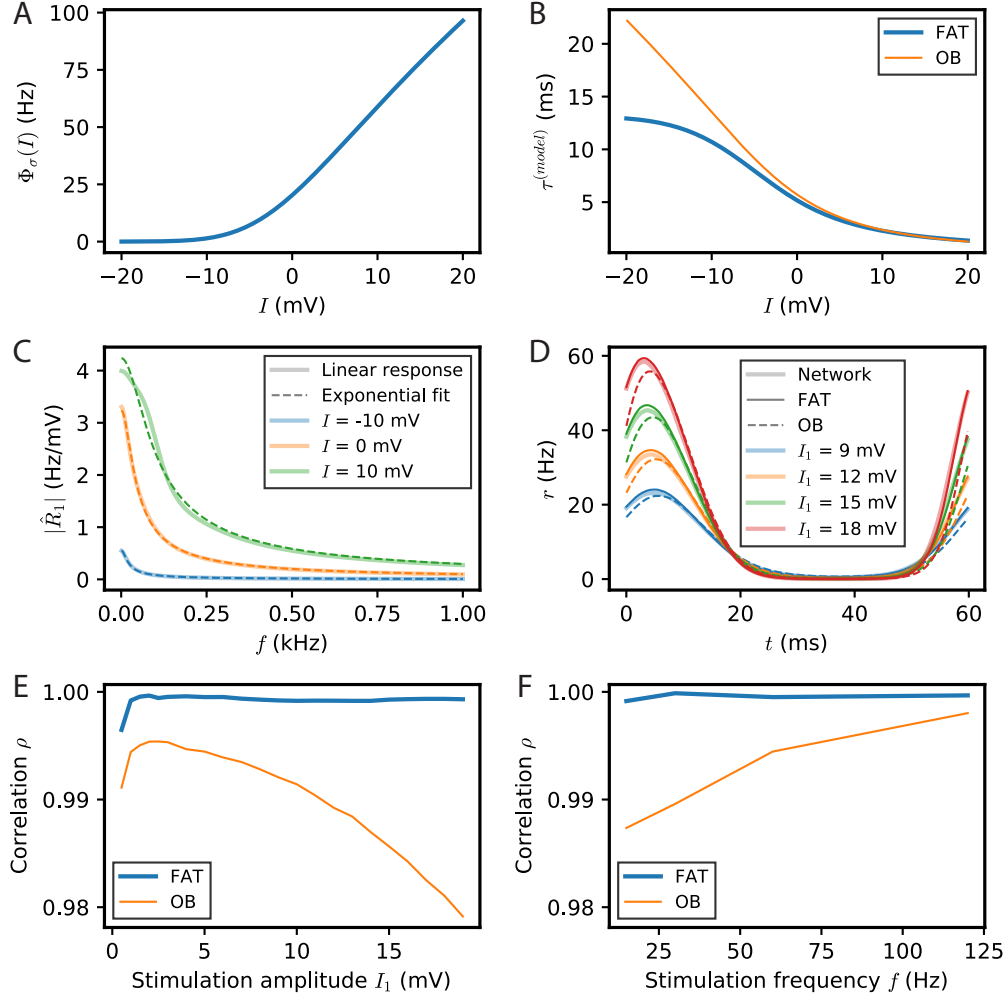 A
Φσ(I) (Hz)
100
75
50
25
0
−20
−10
0
10
20
I (mV)
B
τ(model) (ms)
20
15
10
5
−20
−10
0
10
20
I (mV)
FAT
OB
C
|R̂1| (Hz/mV)
4
3
2
1
0
0.00
0.25
0.50
0.75
1.00
f (kHz)
Linear response
Exponential fit
I = -10 mV
I = 0 mV
I = 10 mV
D
r (Hz)
60
40
20
0
0
20
40
60
t (ms)
Network
FAT
OB
I1 = 9 mV
I1 = 12 mV
I1 = 15 mV
I1 = 18 mV
E
Correlation ρ
1.00
0.99
0.98
0
5
10
15
Stimulation amplitude I1 (mV)
FAT
OB
F
Correlation ρ
1.00
0.99
0.98
25
50
75
100
125
Stimulation frequency f (Hz)
FAT
OB